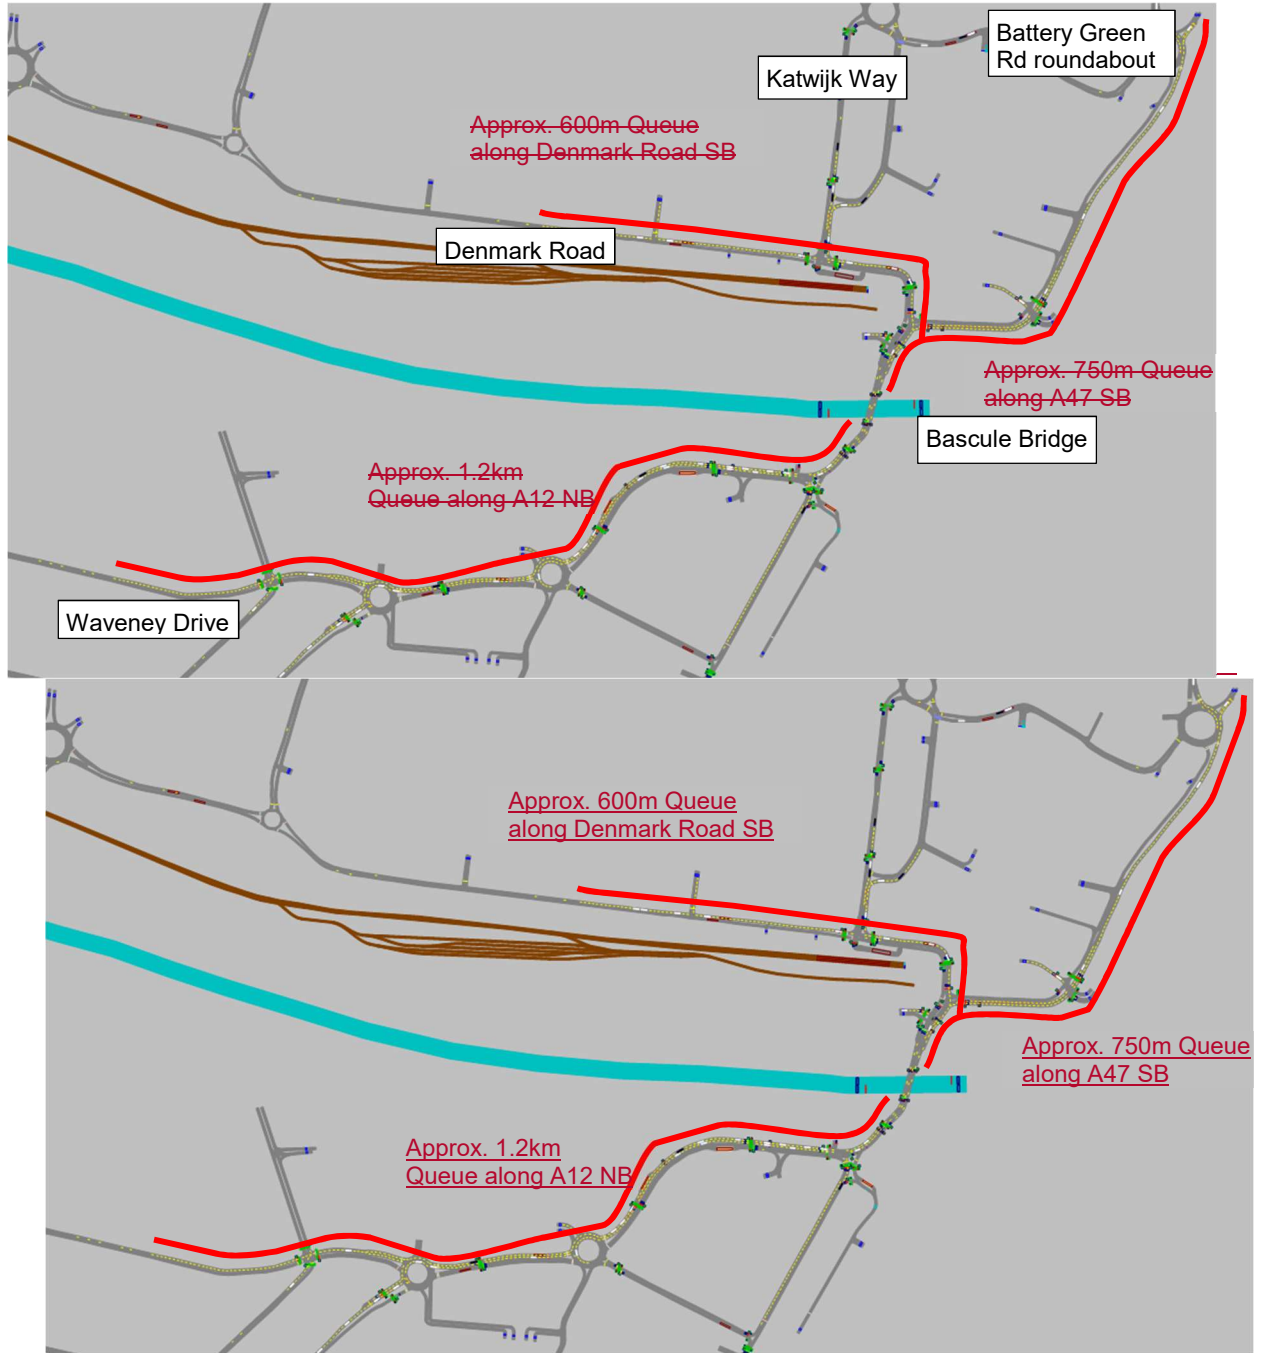 Battery Green
Rd roundabout
Katwijk Way
Approx. 600m Queue
along Denmark Road SB
Denmark Road
Approx. 750m Queue
along A47 SB
Bascule Bridge
Approx. 1.2km
Queue along A12 NB
Waveney Drive
Approx. 600m Queue
along Denmark Road SB
Approx. 750m Queue
along A47 SB
Approx. 1.2km
Queue along A12 NB